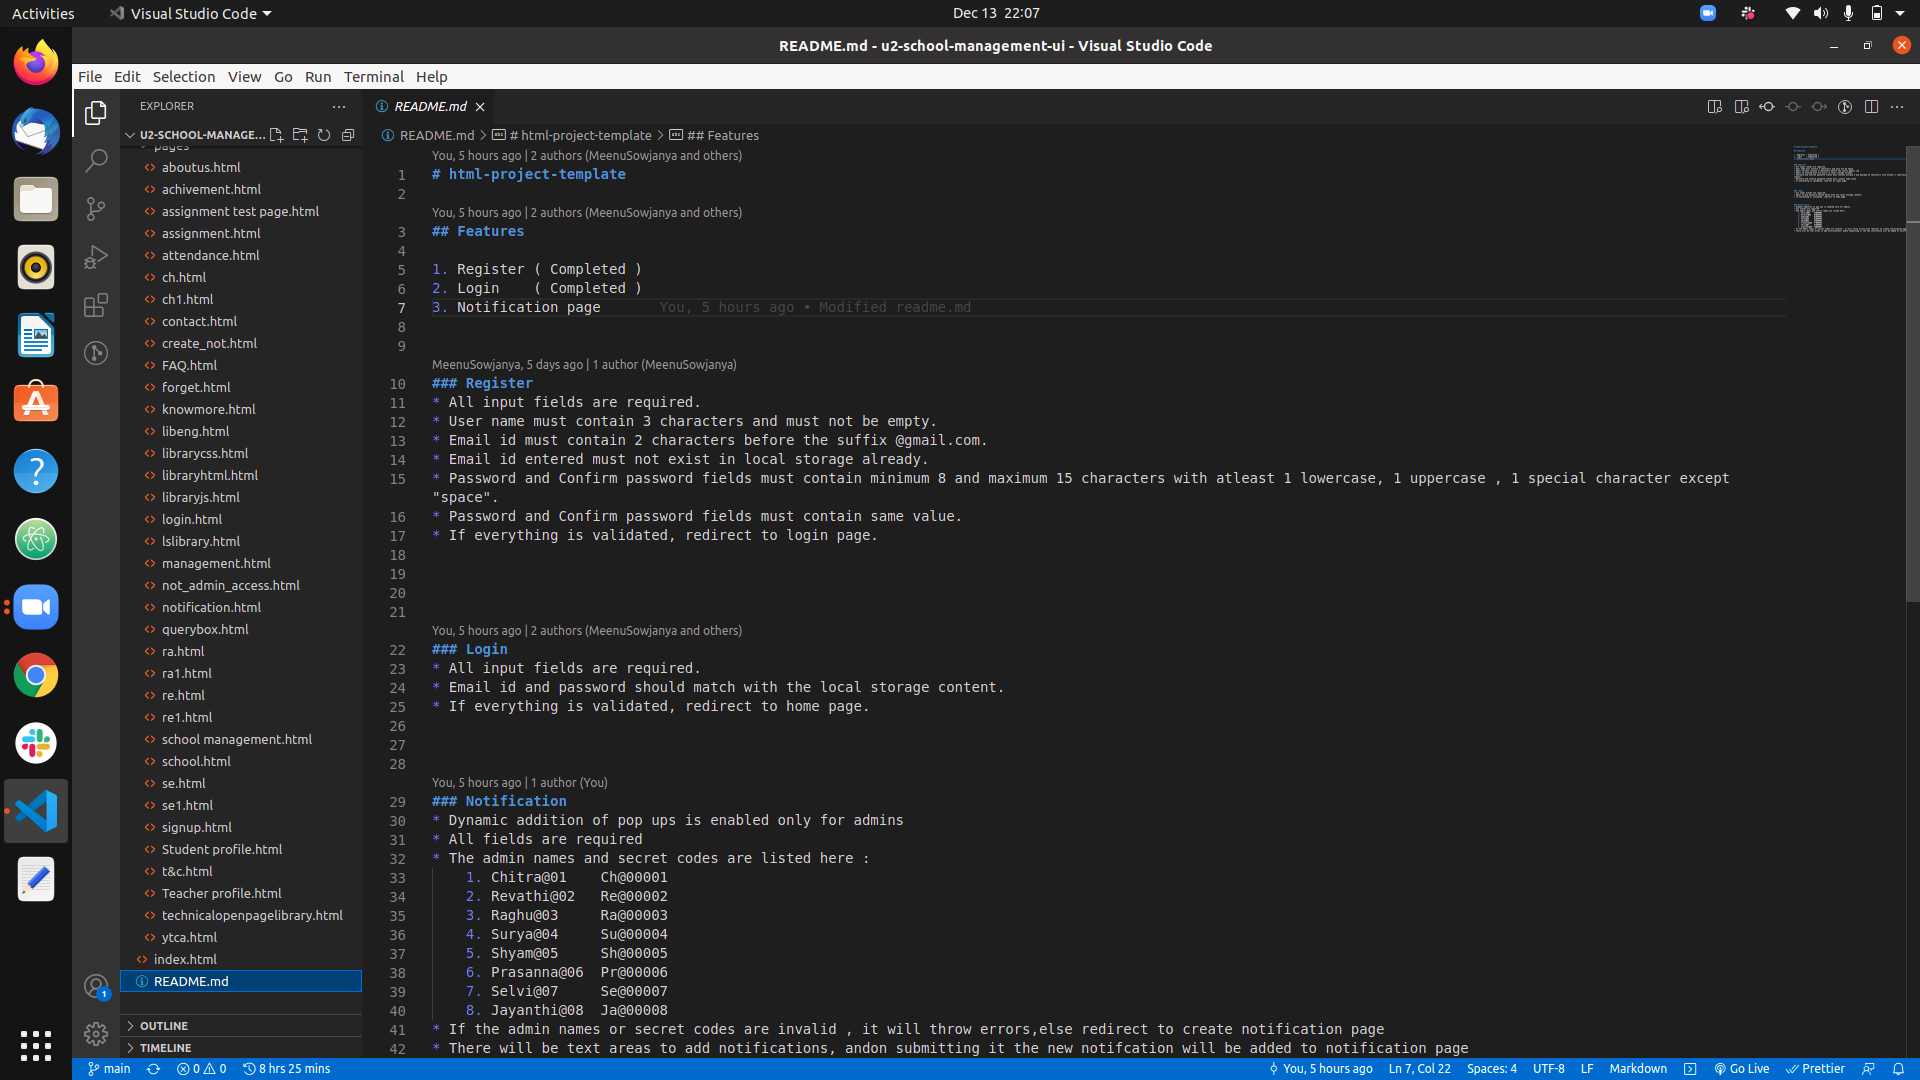 Activities
Visual Studio Code
Dec 13 22:07
README.md - u2-school-management-ui - Visual Studio Code
File Edit Selection View Go Run Terminal Help
EXPLORER
U2-SCHOOL-MANAGE...
pages
aboutus.html
achivement.html
assignment test page.html
assignment.html
attendance.html
ch.html
ch1.html
contact.html
create_not.html
FAQ.html
forget.html
knowmore.html
libeng.html
librarycss.html
libraryhtml.html
libraryjs.html
login.html
lslibrary.html
management.html
not_admin_access.html
notification.html
querybox.html
ra.html
ra1.html
re.html
re1.html
school management.html
school.html
se.html
se1.html
signup.html
Student profile.html
t&c.html
Teacher profile.html
technicalopenpagelibrary.html
ytca.html
index.html
README.md
OUTLINE
TIMELINE
1
README.md
README.md > # html-project-template > ## Features
You, 5 hours ago | 2 authors (MeenuSowjanya and others)
1 # html-project-template
2
You, 5 hours ago | 2 authors (MeenuSowjanya and others)
3 ## Features
4
5 1. Register ( Completed )
6 2. Login    ( Completed )
7 3. Notification page You, 5 hours ago • Modified readme.md
8
9
MeenuSowjanya, 5 days ago | 1 author (MeenuSowjanya)
10 ### Register
11 * All input fields are required.
12 * User name must contain 3 characters and must not be empty.
13 * Email id must contain 2 characters before the suffix @gmail.com.
14 * Email id entered must not exist in local storage already.
15 * Password and Confirm password fields must contain minimum 8 and maximum 15 characters with atleast 1 lowercase, 1 uppercase , 1 special character except
"space".
16 * Password and Confirm password fields must contain same value.
17 * If everything is validated, redirect to login page.
18
19
20
21
You, 5 hours ago | 2 authors (MeenuSowjanya and others)
22 ### Login
23 * All input fields are required.
24 * Email id and password should match with the local storage content.
25 * If everything is validated, redirect to home page.
26
27
28
You, 5 hours ago | 1 author (You)
29 ### Notification
30 * Dynamic addition of pop ups is enabled only for admins
31 * All fields are required
32 * The admin names and secret codes are listed here :
33 1. Chitra@01 Ch@00001
34 2. Revathi@02 Re@00002
35 3. Raghu@03 Ra@00003
36 4. Surya@04 Su@00004
37 5. Shyam@05 Sh@00005
38 6. Prasanna@06 Pr@00006
39 7. Selvi@07 Se@00007
40 8. Jayanthi@08 Ja@00008
41 * If the admin names or secret codes are invalid , it will throw errors,else redirect to create notification page
42 * There will be text areas to add notifications, andon submitting it the new notifcation will be added to notification page
main 0 0 8 hrs 25 mins You, 5 hours ago Ln 7, Col 22 Spaces: 4 UTF-8 LF Markdown Go Live Prettier